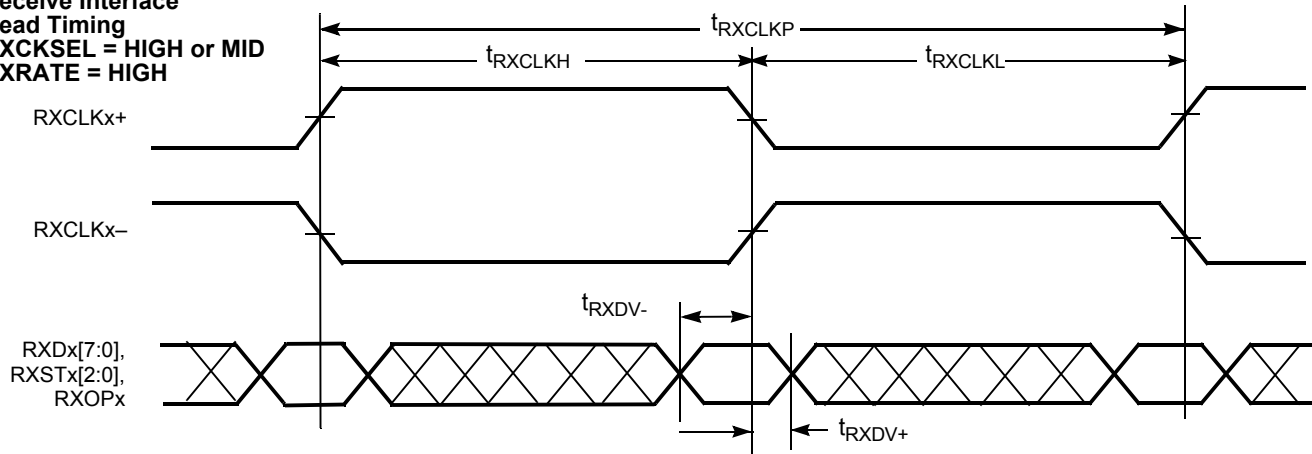 eceive Interface
ead Timing
XCKSEL = HIGH or MID
XRATE = HIGH
tRXCLKP
tRXCLKH
tRXCLKL
RXCLKx+
RXCLKx–
tRXDV-
RXDx[7:0],
RXSTx[2:0],
RXOPx
tRXDV+